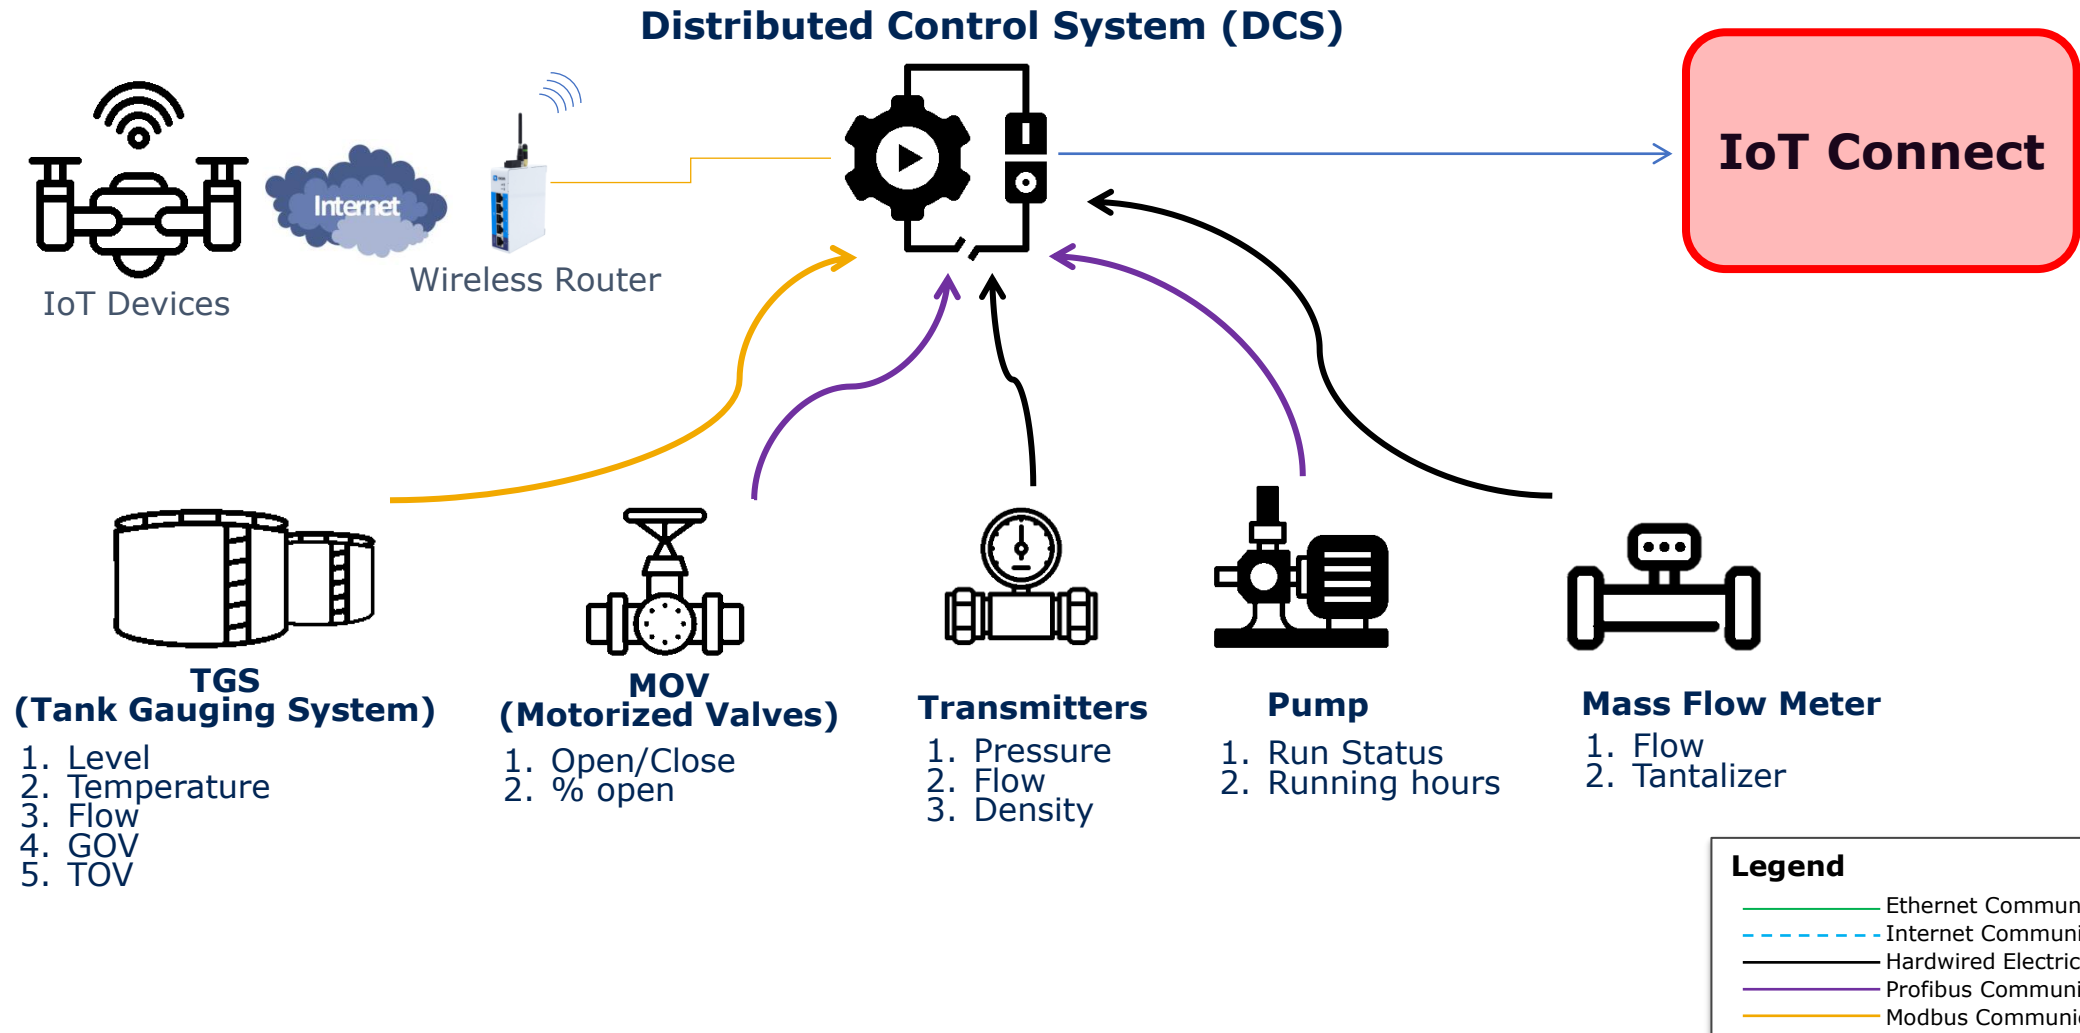 Distributed Control System (DCS)
IoT Connect
Internet
Wireless Router
IoT Devices
TGS
(Tank Gauging System)
1. Level
2. Temperature
3. Flow
4. GOV
5. TOV
MOV
(Motorized Valves)
1. Open/Close
2. % open
Transmitters
1. Pressure
2. Flow
3. Density
Pump
1. Run Status
2. Running hours
Mass Flow Meter
1. Flow
2. Tantalizer
Legend
Ethernet Commun
Internet Communi
Hardwired Electric
Profibus Communi
Modbus Communi